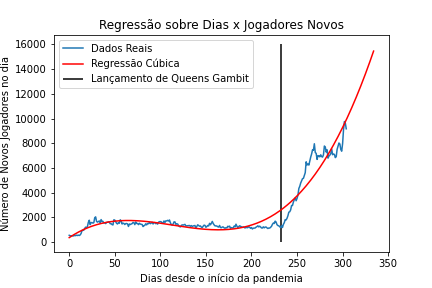 Regressão sobre Dias x Jogadores Novos
Número de Novos Jogadores no dia
16000
14000
12000
10000
8000
6000
4000
2000
0
Dados Reais
Regressão Cúbica
Lançamento de Queens Gambit
0 50 100 150 200 250 300 350
Dias desde o início da pandemia